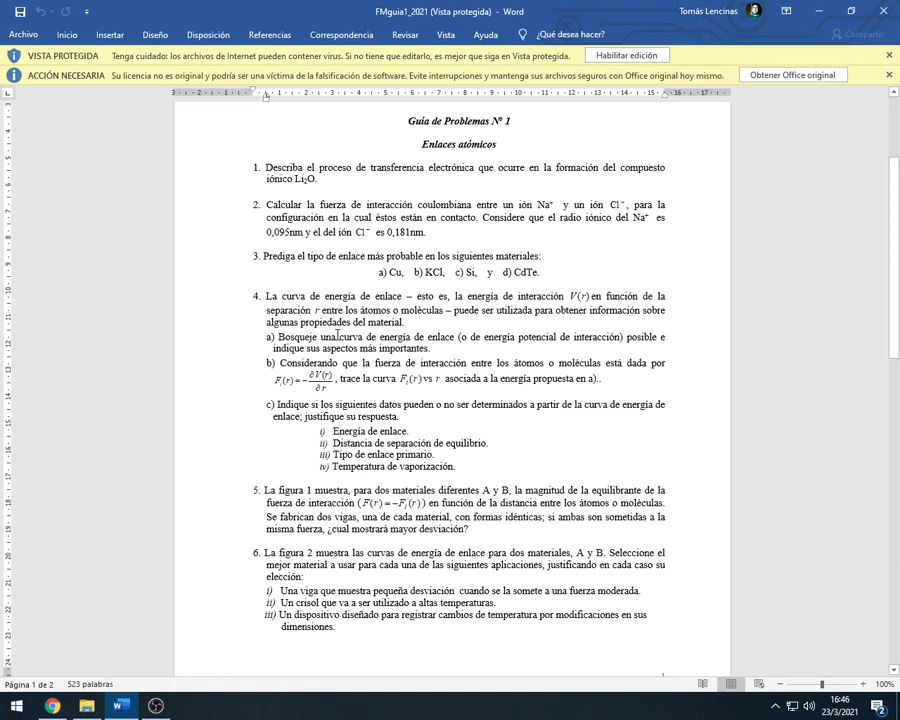 FMguia1_2021 (Vista protegida) - Word
Tomás Lencinas
Archivo Inicio Insertar Diseño Disposición Referencias Correspondencia Revisar Vista Ayuda ¿Qué desea hacer? Compartir
VISTA PROTEGIDA Tenga cuidado: los archivos de Internet pueden contener virus. Si no tiene que editarlo, es mejor que siga en Vista protegida. Habilitar edición
ACCIÓN NECESARIA Su licencia no es original y podría ser una víctima de la falsificación de software. Evite interrupciones y mantenga sus archivos seguros con Office original hoy mismo. Obtener Office original
3 2 1 1 2 3 4 5 6 7 8 9 10 11 12 13 14 15 16 17
Guía de Problemas Nº 1
Enlaces atómicos
1. Describa el proceso de transferencia electrónica que ocurre en la formación del compuesto
iónico Li₂O.
2. Calcular la fuerza de interacción coulombiana entre un ión Na⁺ y un ión Cl⁻, para la
configuración en la cual éstos están en contacto. Considere que el radio iónico del Na⁺ es
0,095nm y el del ión Cl⁻ es 0,181nm.
3. Prediga el tipo de enlace más probable en los siguientes materiales:
a) Cu, b) KCl, c) Si, y d) CdTe.
4. La curva de energía de enlace – esto es, la energía de interacción V(r) en función de la
separación r entre los átomos o moléculas – puede ser utilizada para obtener información sobre
algunas propiedades del material.
a) Bosqueje una curva de energía de enlace (o de energía potencial de interacción) posible e
indique sus aspectos más importantes.
b) Considerando que la fuerza de interacción entre los átomos o moléculas está dada por
Fᵢ(r) = −∂V(r)/∂r , trace la curva Fᵢ(r) vs r asociada a la energía propuesta en a)..
c) Indique si los siguientes datos pueden o no ser determinados a partir de la curva de energía de
enlace; justifique su respuesta.
i) Energía de enlace.
ii) Distancia de separación de equilibrio.
iii) Tipo de enlace primario.
iv) Temperatura de vaporización.
5. La figura 1 muestra, para dos materiales diferentes A y B, la magnitud de la equilibrante de la
fuerza de interacción (F(r) = −Fᵢ(r)) en función de la distancia entre los átomos o moléculas.
Se fabrican dos vigas, una de cada material, con formas idénticas; si ambas son sometidas a la
misma fuerza, ¿cual mostrará mayor desviación?
6. La figura 2 muestra las curvas de energía de enlace para dos materiales, A y B. Seleccione el
mejor material a usar para cada una de las siguientes aplicaciones, justificando en cada caso su
elección:
i) Una viga que muestra pequeña desviación cuando se la somete a una fuerza moderada.
ii) Un crisol que va a ser utilizado a altas temperaturas.
iii) Un dispositivo diseñado para registrar cambios de temperatura por modificaciones en sus
dimensiones.
Página 1 de 2 523 palabras 100%
16:46
23/3/2021
2